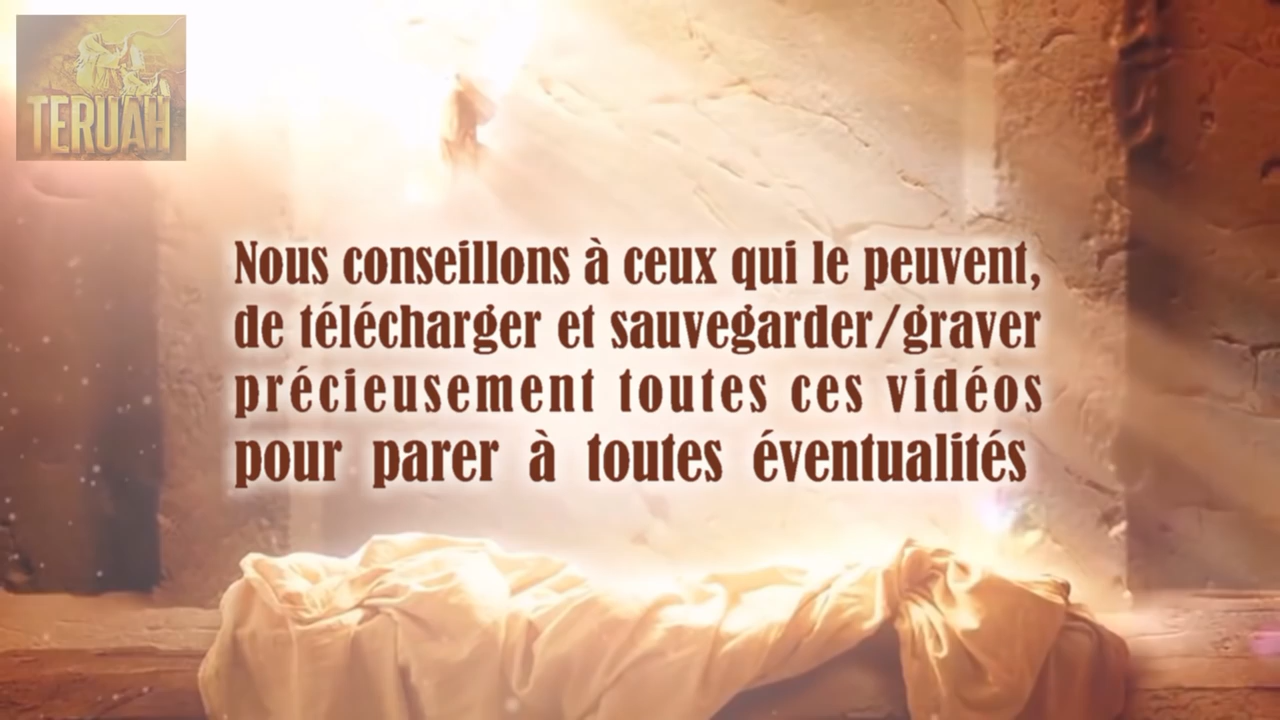 TERUAH
Nous conseillons à ceux qui le peuvent,
de télécharger et sauvegarder/graver
précieusement toutes ces vidéos
pour parer à toutes éventualités